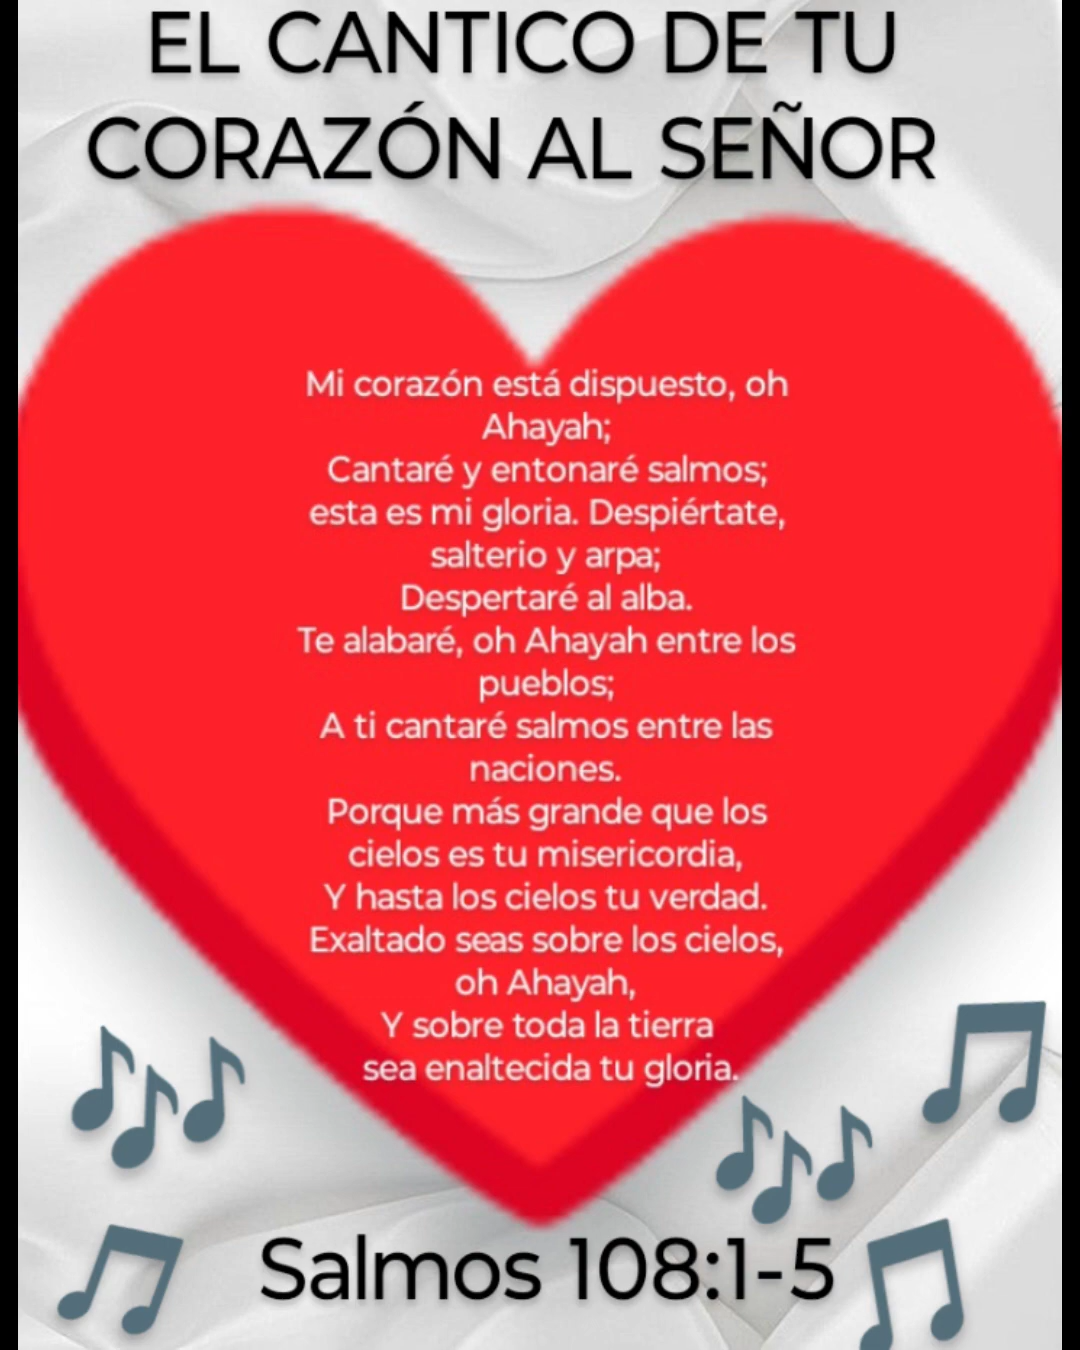 EL CANTICO DE TU
CORAZÓN AL SEÑOR
Mi corazón está dispuesto, oh
Ahayah;
Cantaré y entonaré salmos;
esta es mi gloria. Despiértate,
salterio y arpa;
Despertaré al alba.
Te alabaré, oh Ahayah entre los
pueblos;
A ti cantaré salmos entre las
naciones.
Porque más grande que los
cielos es tu misericordia,
Y hasta los cielos tu verdad.
Exaltado seas sobre los cielos,
oh Ahayah,
Y sobre toda la tierra
sea enaltecida tu gloria.
Salmos 108:1-5